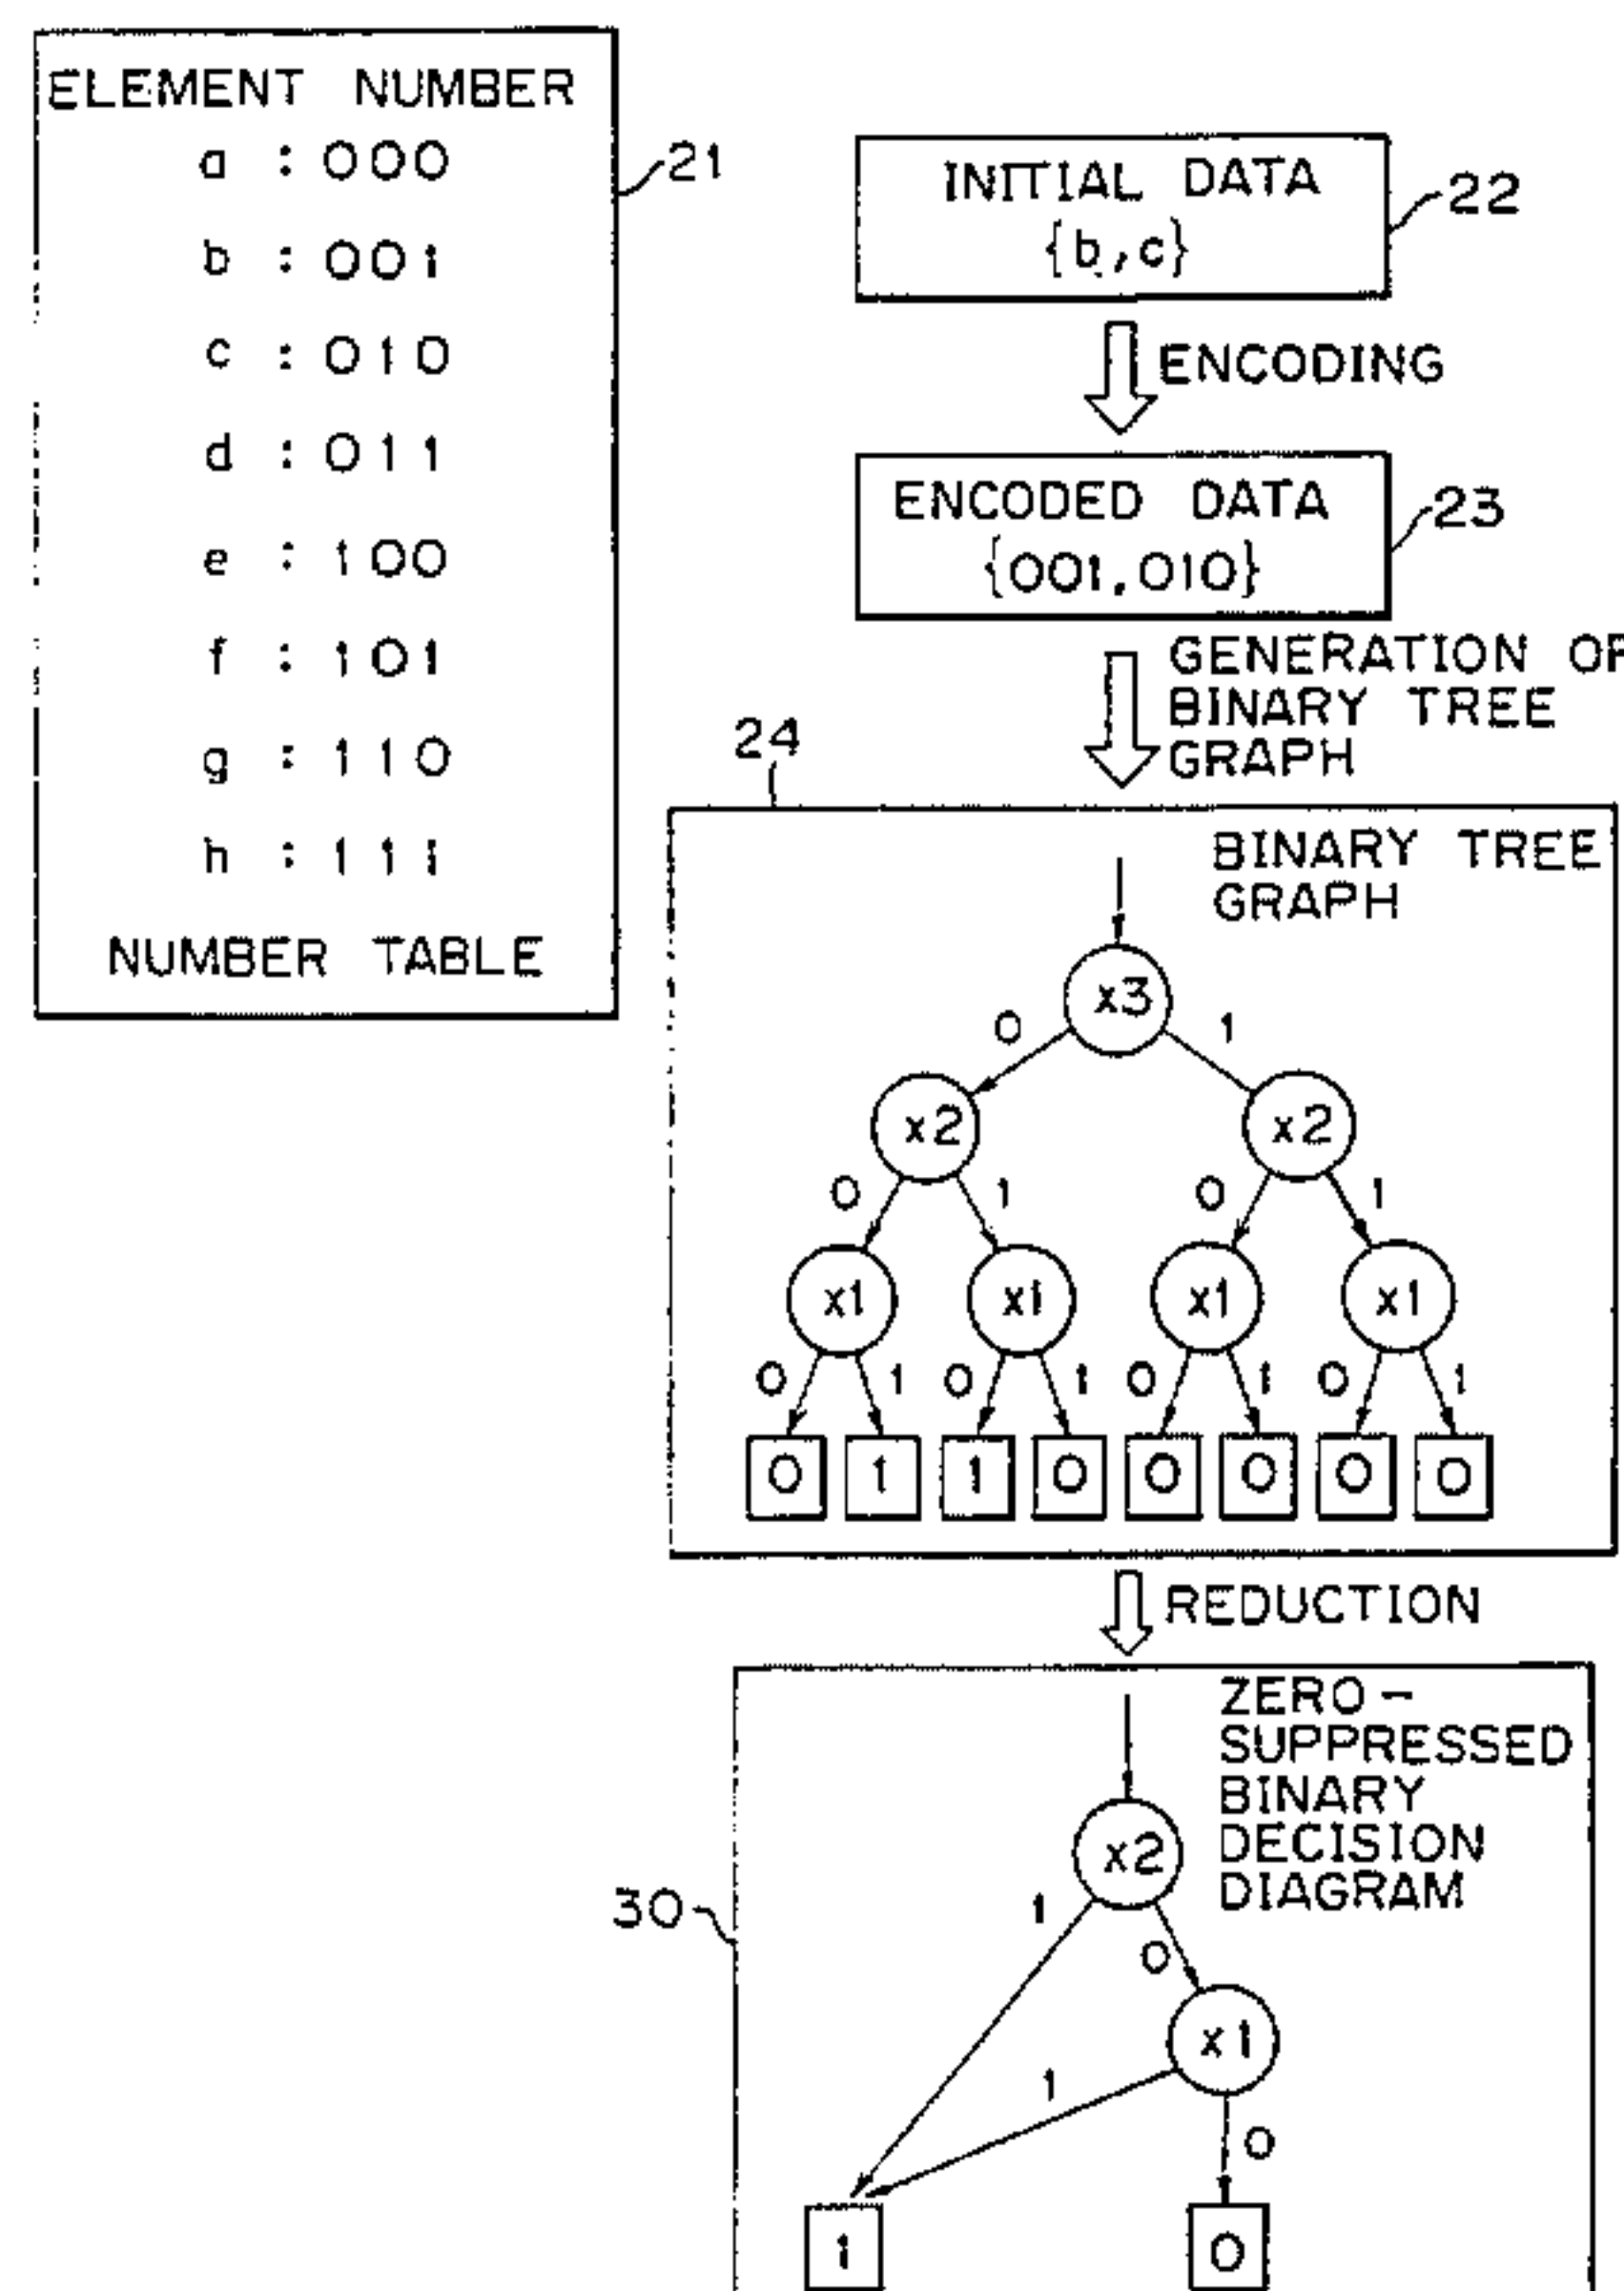 ELEMENT NUMBER
a : 000
b : 001
c : 010
d : 011
e : 100
f : 101
g : 110
h : 111
NUMBER TABLE
21
INITIAL DATA
{b,c}
22
ENCODING
ENCODED DATA
{001,010}
23
GENERATION OF
BINARY TREE
GRAPH
24
BINARY TREE
GRAPH
x3
0 1
x2 x2
0 1 0 1
x1 x1 x1 x1
0 1 0 1 0 1 0 1
0 1 1 0 0 0 0 0
REDUCTION
ZERO-
SUPPRESSED
BINARY
DECISION
DIAGRAM
30
x2
1 0
x1
1 0
1 0